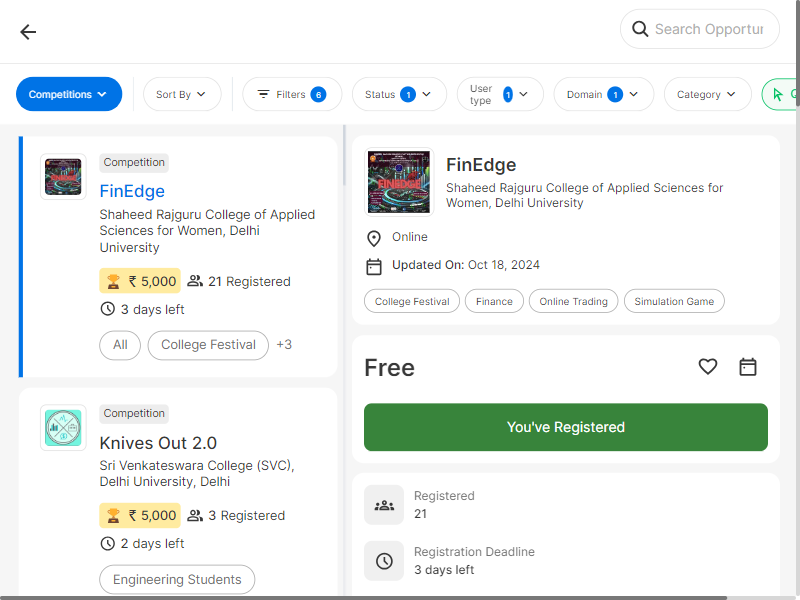 Search Opportur
Competitions
Sort By
Filters 6
Status 1
User
type 1
Domain 1
Category
Competition
FinEdge
Shaheed Rajguru College of Applied
Sciences for Women, Delhi
University
₹ 5,000 21 Registered
3 days left
All College Festival +3
Competition
Knives Out 2.0
Sri Venkateswara College (SVC),
Delhi University, Delhi
₹ 5,000 3 Registered
2 days left
Engineering Students
FINEDGE
FinEdge
Shaheed Rajguru College of Applied Sciences for
Women, Delhi University
Online
Updated On: Oct 18, 2024
College Festival Finance Online Trading Simulation Game
Free
You've Registered
Registered
21
Registration Deadline
3 days left